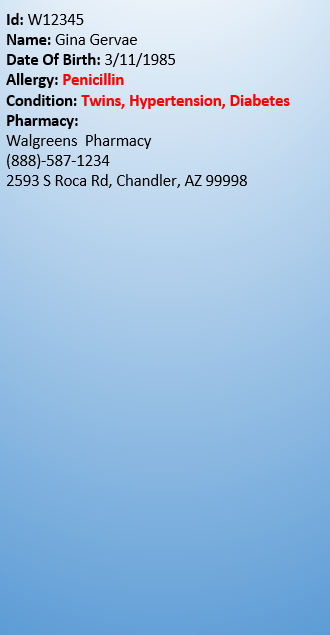 Id: W12345
Name: Gina Gervae
Date Of Birth: 3/11/1985
Allergy: Penicillin
Condition: Twins, Hypertension, Diabetes
Pharmacy:
Walgreens  Pharmacy
(888)-587-1234
2593 S Roca Rd, Chandler, AZ 99998